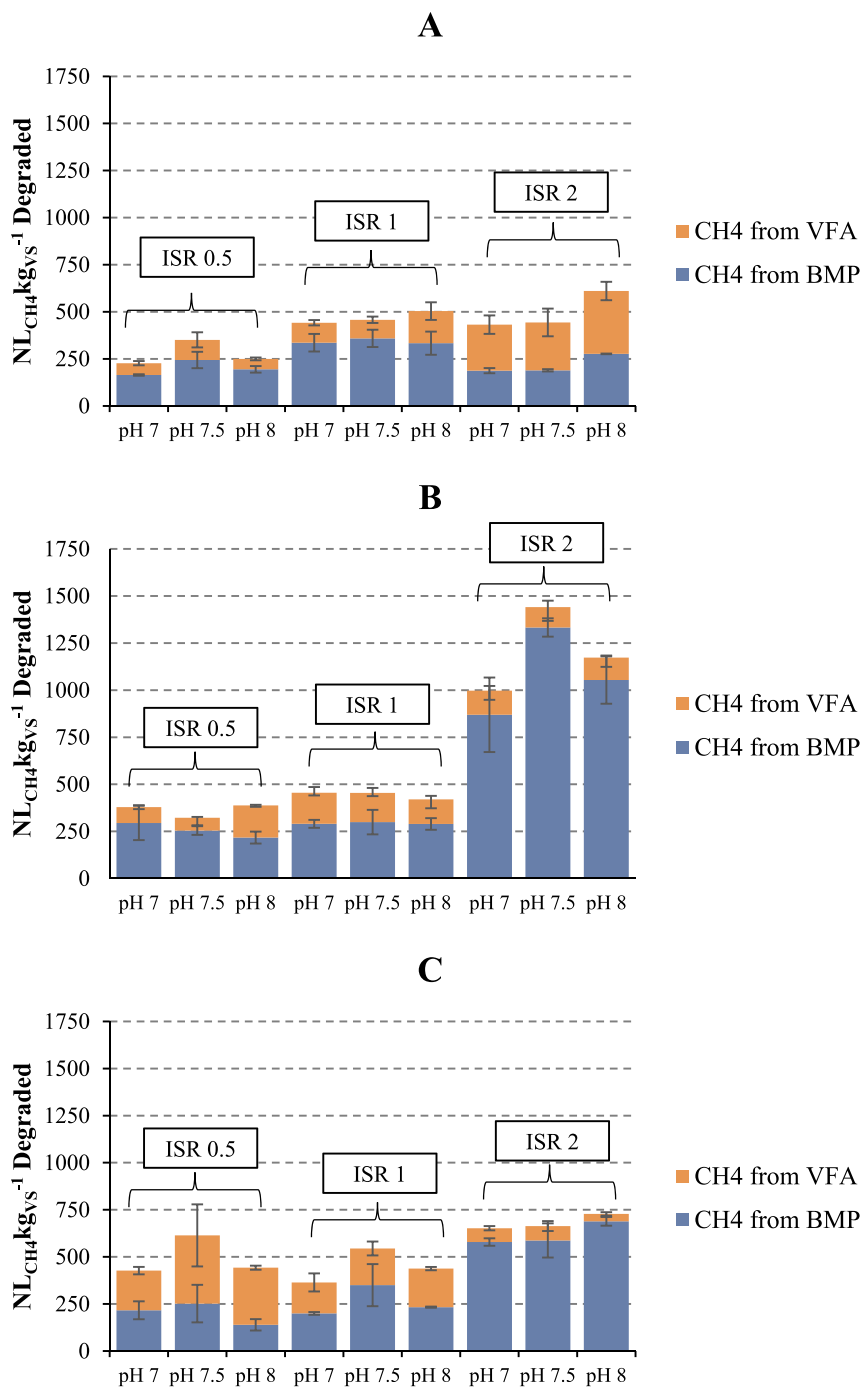 A
NL_CH4 kg_VS^-1 Degraded
1750
1500
1250
1000
750
500
250
0
ISR 0.5
ISR 1
ISR 2
pH 7 pH 7.5 pH 8 pH 7 pH 7.5 pH 8 pH 7 pH 7.5 pH 8
CH4 from VFA
CH4 from BMP
B
NL_CH4 kg_VS^-1 Degraded
1750
1500
1250
1000
750
500
250
0
ISR 0.5
ISR 1
ISR 2
pH 7 pH 7.5 pH 8 pH 7 pH 7.5 pH 8 pH 7 pH 7.5 pH 8
CH4 from VFA
CH4 from BMP
C
NL_CH4 kg_VS^-1 Degraded
1750
1500
1250
1000
750
500
250
0
ISR 0.5
ISR 1
ISR 2
pH 7 pH 7.5 pH 8 pH 7 pH 7.5 pH 8 pH 7 pH 7.5 pH 8
CH4 from VFA
CH4 from BMP